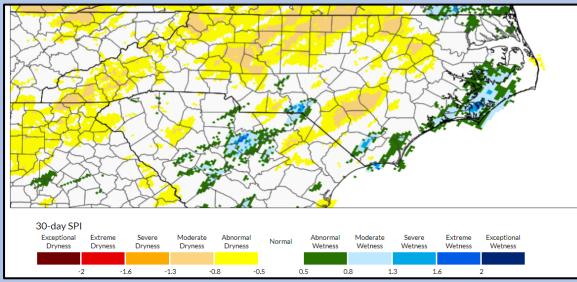 30-day SPI
Exceptional Dryness
Extreme Dryness
Severe Dryness
Moderate Dryness
Abnormal Dryness
Normal
Abnormal Wetness
Moderate Wetness
Severe Wetness
Extreme Wetness
Exceptional Wetness
-2 -1.6 -1.3 -0.8 -0.5 0.5 0.8 1.3 1.6 2